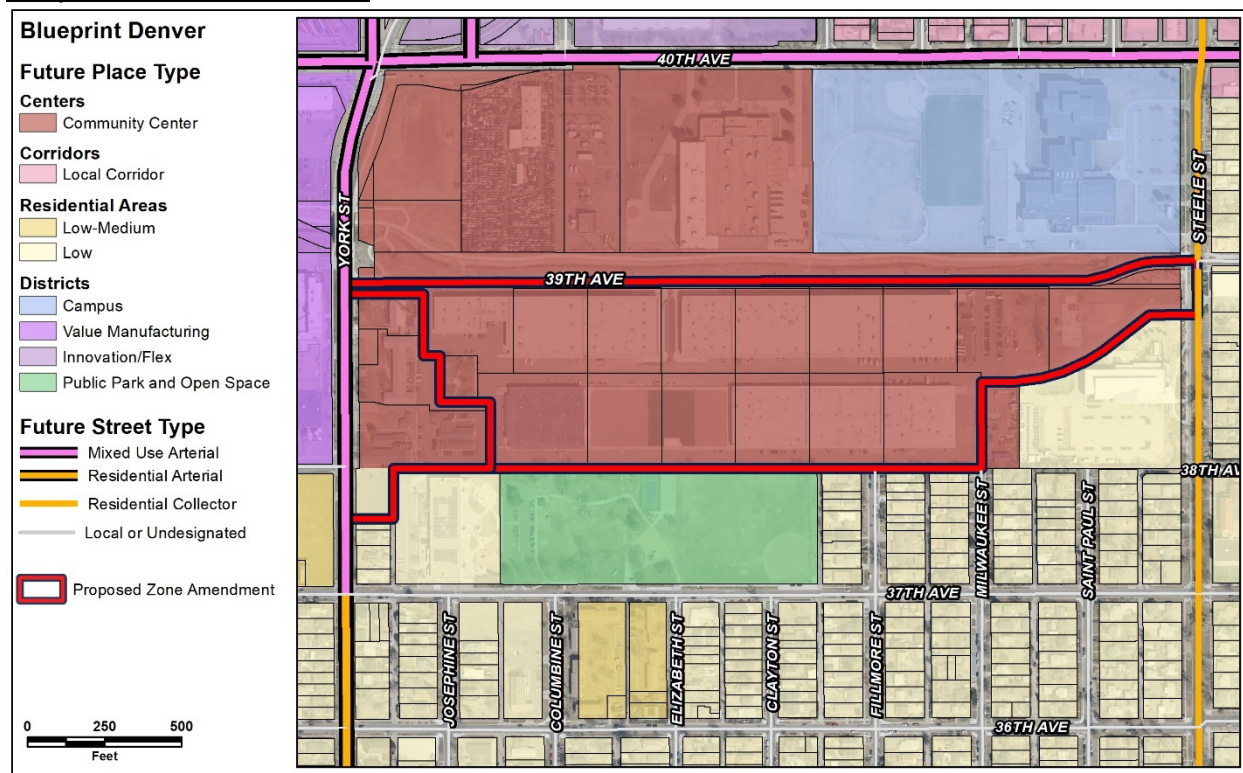 Blueprint Denver
Future Place Type
Centers
Community Center
Corridors
Local Corridor
Residential Areas
Low-Medium
Low
Districts
Campus
Value Manufacturing
Innovation/Flex
Public Park and Open Space
Future Street Type
Mixed Use Arterial
Residential Arterial
Residential Collector
Local or Undesignated
Proposed Zone Amendment
0 250 500
Feet
40TH AVE
YORK ST
STEELE ST
39TH AVE
38TH AV
37TH AVE
MILWAUKEE ST
SAINT PAUL ST
JOSEPHINE ST
COLUMBINE ST
ELIZABETH ST
CLAYTON ST
FILLMORE ST
36TH AVE